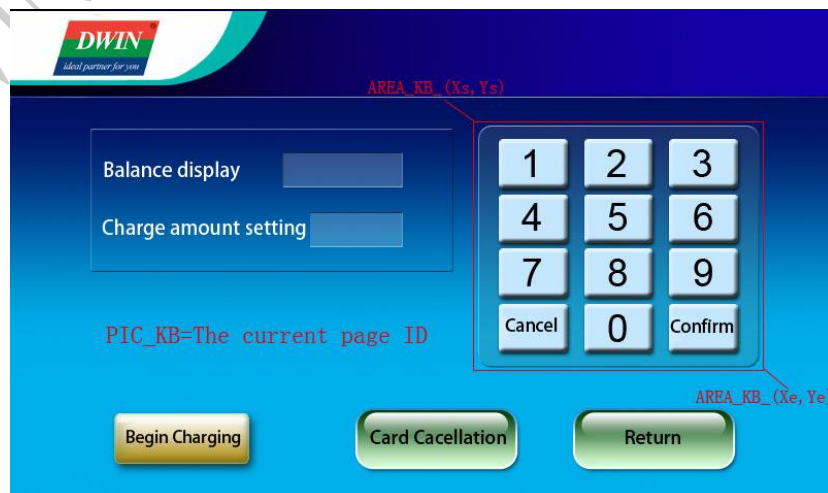 DWIN
®
ideal partner for you
AREA_KB_(Xs, Ys)
Balance display
Charge amount setting
1 2 3
4 5 6
7 8 9
Cancel 0 Confirm
PIC_KB=The current page ID
AREA_KB_(Xe, Ye)
Begin Charging
Card Cacellation
Return